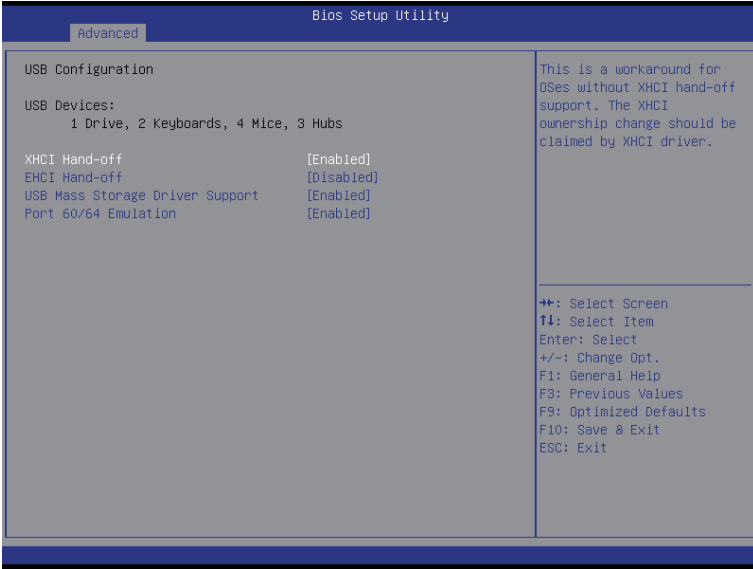 Bios Setup Utility
Advanced
USB Configuration
USB Devices:
1 Drive, 2 Keyboards, 4 Mice, 3 Hubs
XHCI Hand-off [Enabled]
EHCI Hand-off [Disabled]
USB Mass Storage Driver Support [Enabled]
Port 60/64 Emulation [Enabled]
This is a workaround for
OSes without XHCI hand-off
support. The XHCI
ownership change should be
claimed by XHCI driver.
→←: Select Screen
↑↓: Select Item
Enter: Select
+/-: Change Opt.
F1: General Help
F3: Previous Values
F9: Optimized Defaults
F10: Save & Exit
ESC: Exit